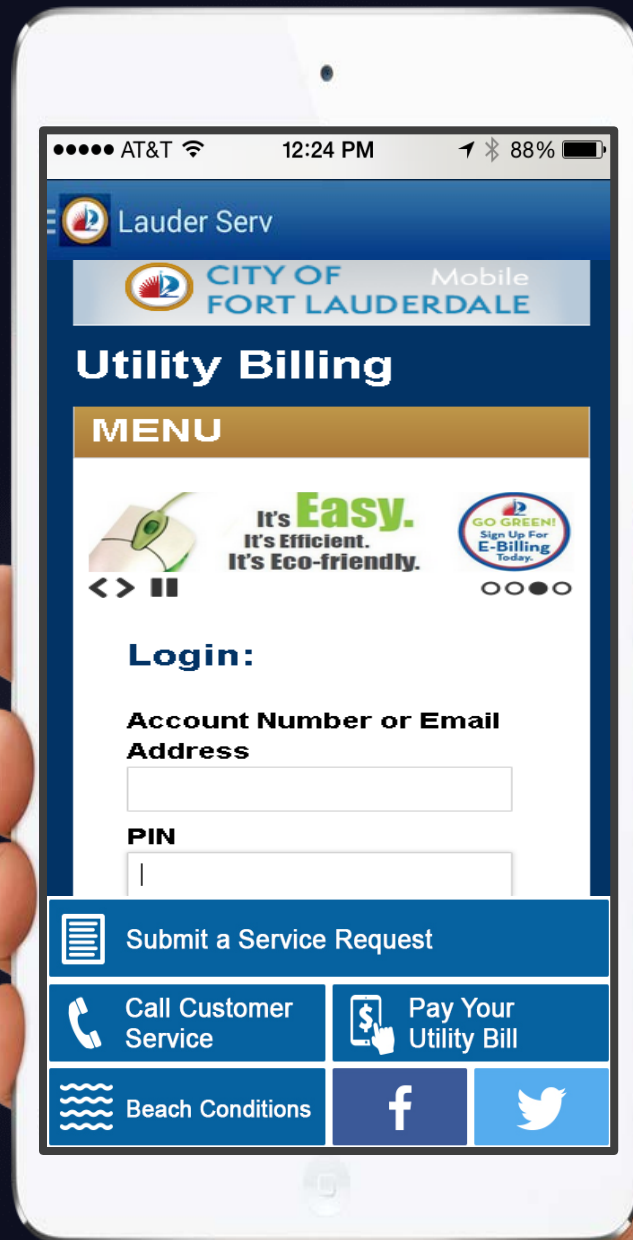 AT&T 12:24 PM 88%
Lauder Serv
CITY OF Mobile
FORT LAUDERDALE
Utility Billing
MENU
It's Easy.
It's Efficient.
It's Eco-friendly.
GO GREEN!
Sign Up For
E-Billing
Today.
Login:
Account Number or Email
Address
PIN
Submit a Service Request
Call Customer
Service
Pay Your
Utility Bill
Beach Conditions